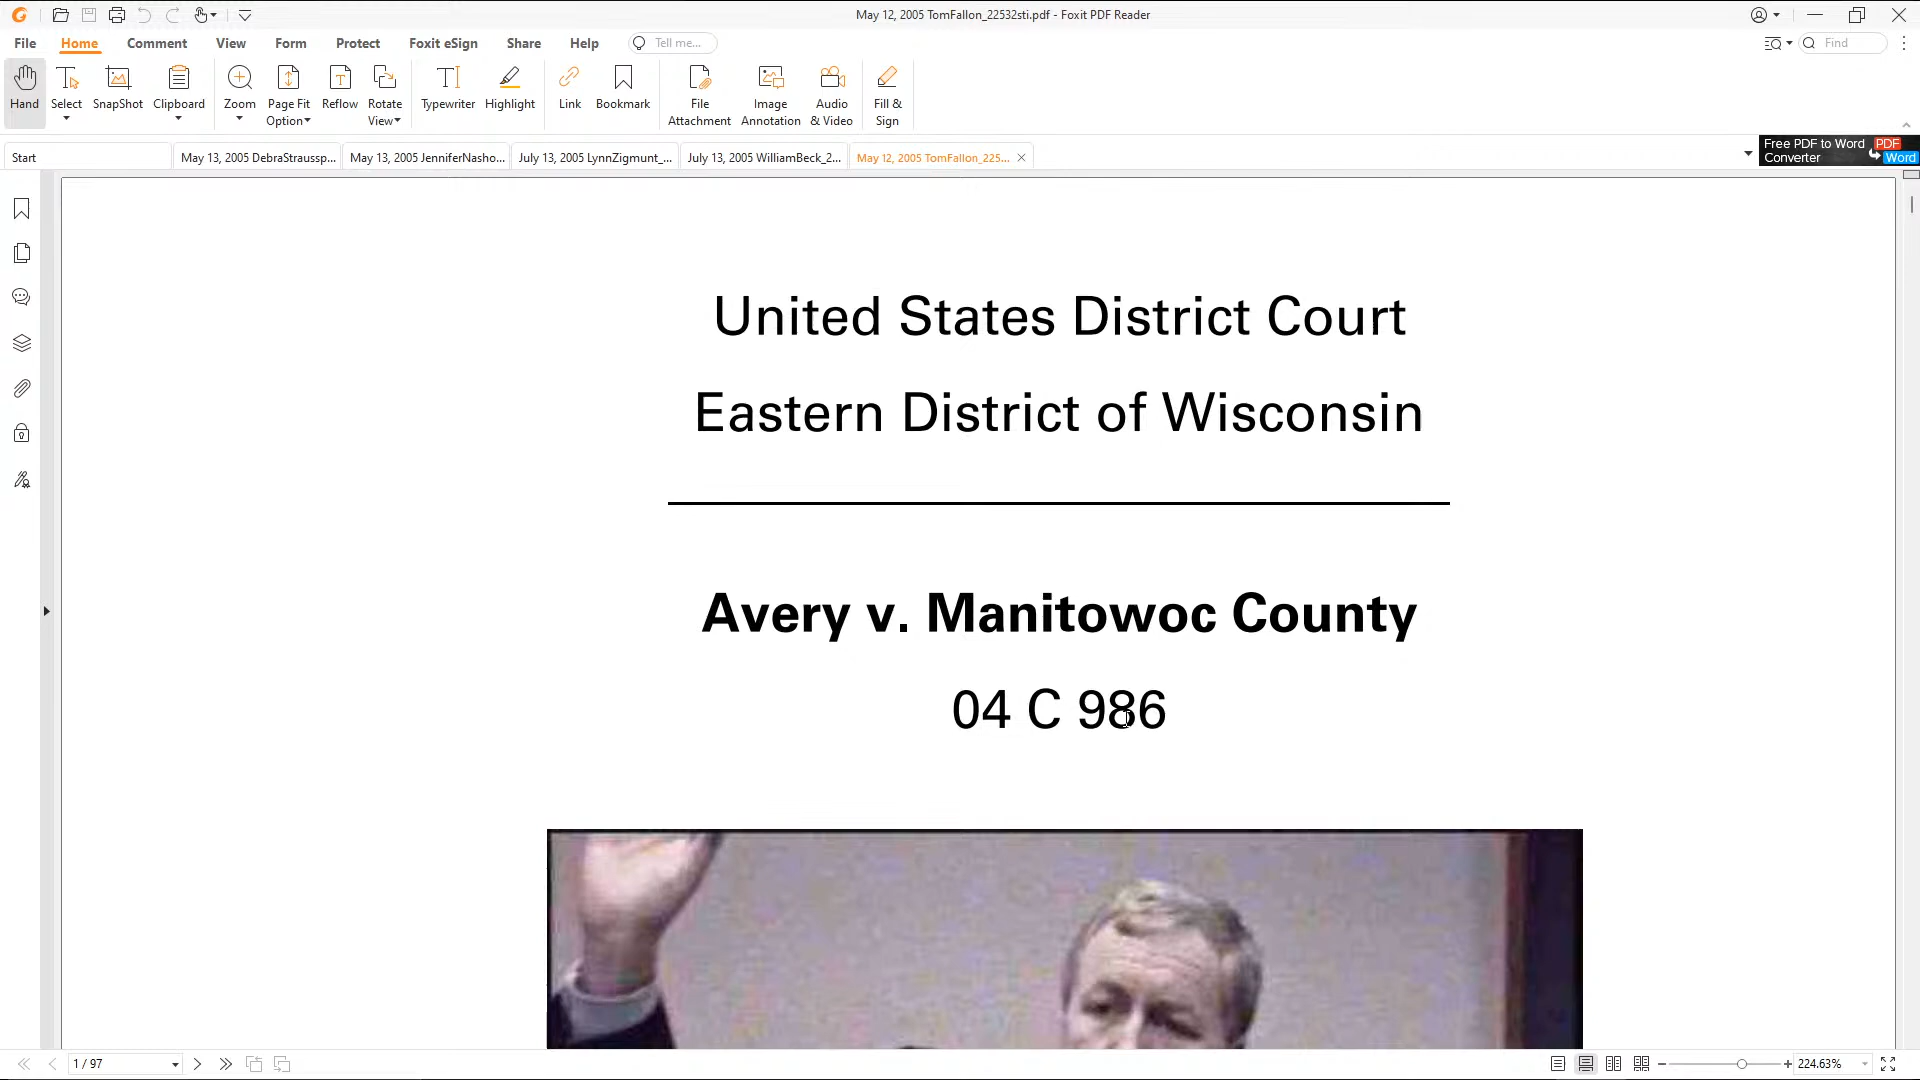 May 12, 2005 TomFallon_22532sti.pdf - Foxit PDF Reader
File Home Comment View Form Protect Foxit eSign Share Help Tell me... Find
Hand Select SnapShot Clipboard Zoom Page Fit Option Reflow Rotate View Typewriter Highlight Link Bookmark File Attachment Image Annotation Audio & Video Fill & Sign
Start May 13, 2005 DebraStraussp... May 13, 2005 JenniferNasho... July 13, 2005 LynnZigmunt_... July 13, 2005 WilliamBeck_2... May 12, 2005 TomFallon_225...
Free PDF to Word PDF
Converter Word
United States District Court
Eastern District of Wisconsin
Avery v. Manitowoc County
04 C 986
1 / 97 224.63%